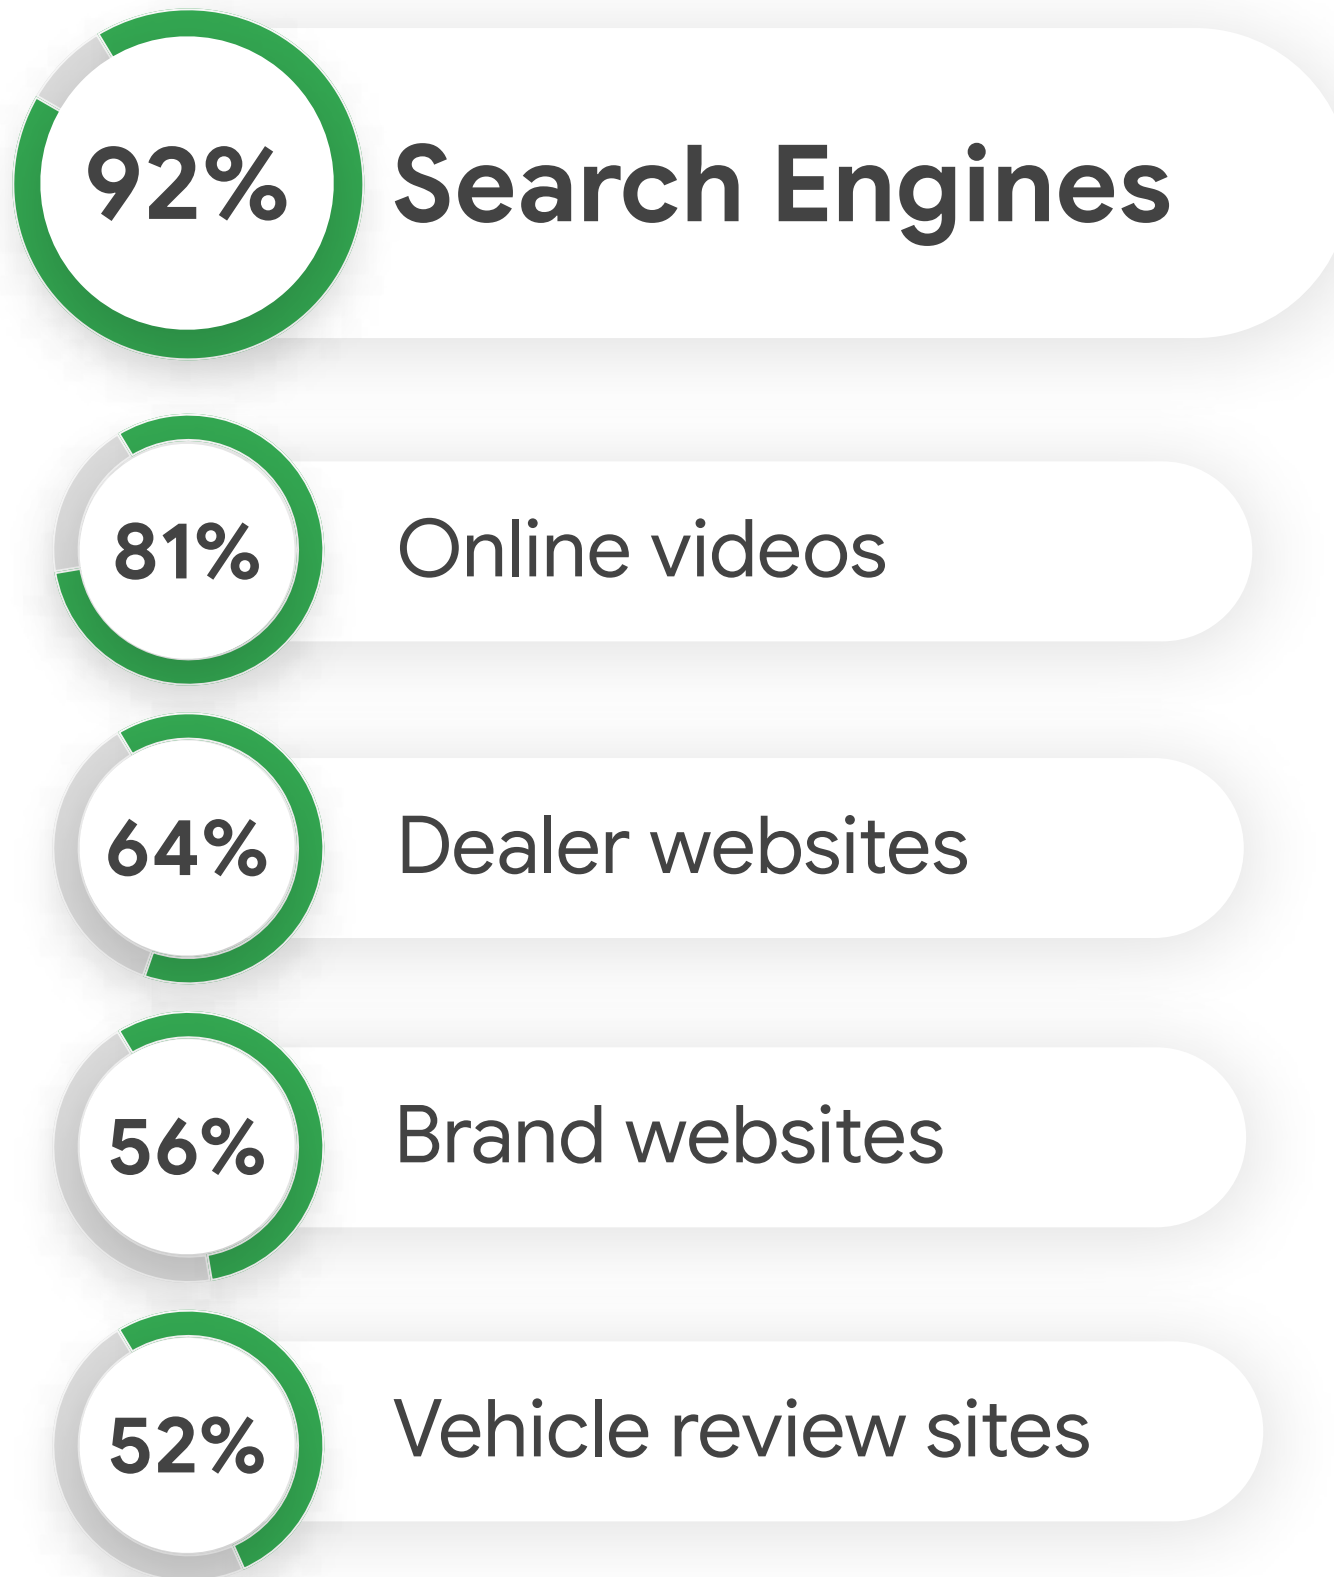 92% Search Engines
81% Online videos
64% Dealer websites
56% Brand websites
52% Vehicle review sites